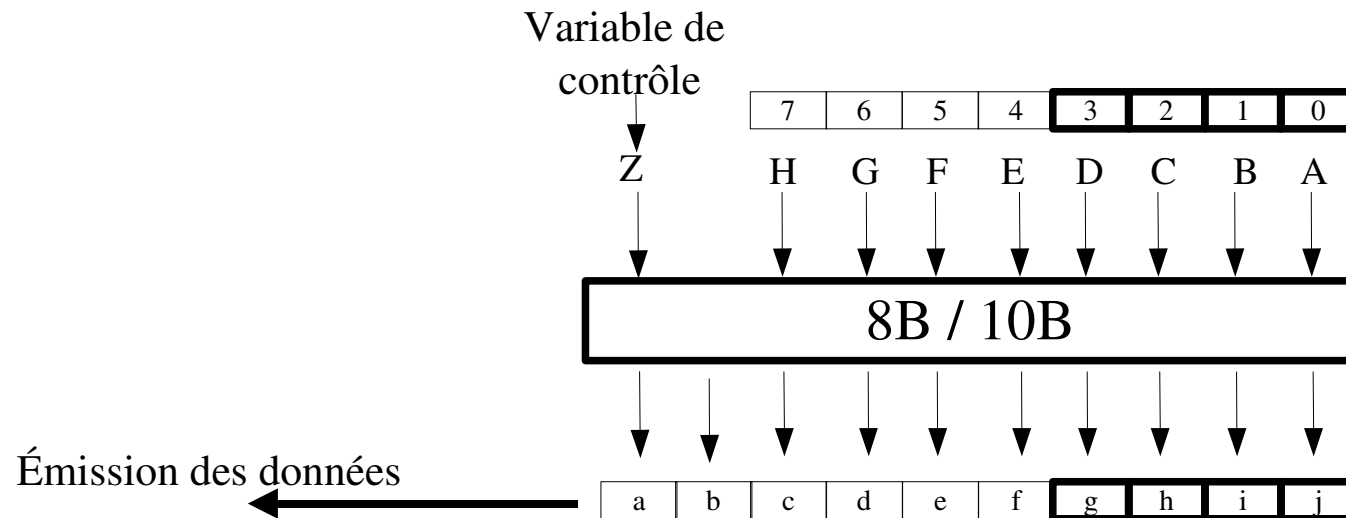 Variable de
contrôle
7 6 5 4 3 2 1 0
Z H G F E D C B A
8B / 10B
Émission des données
a b c d e f g h i j